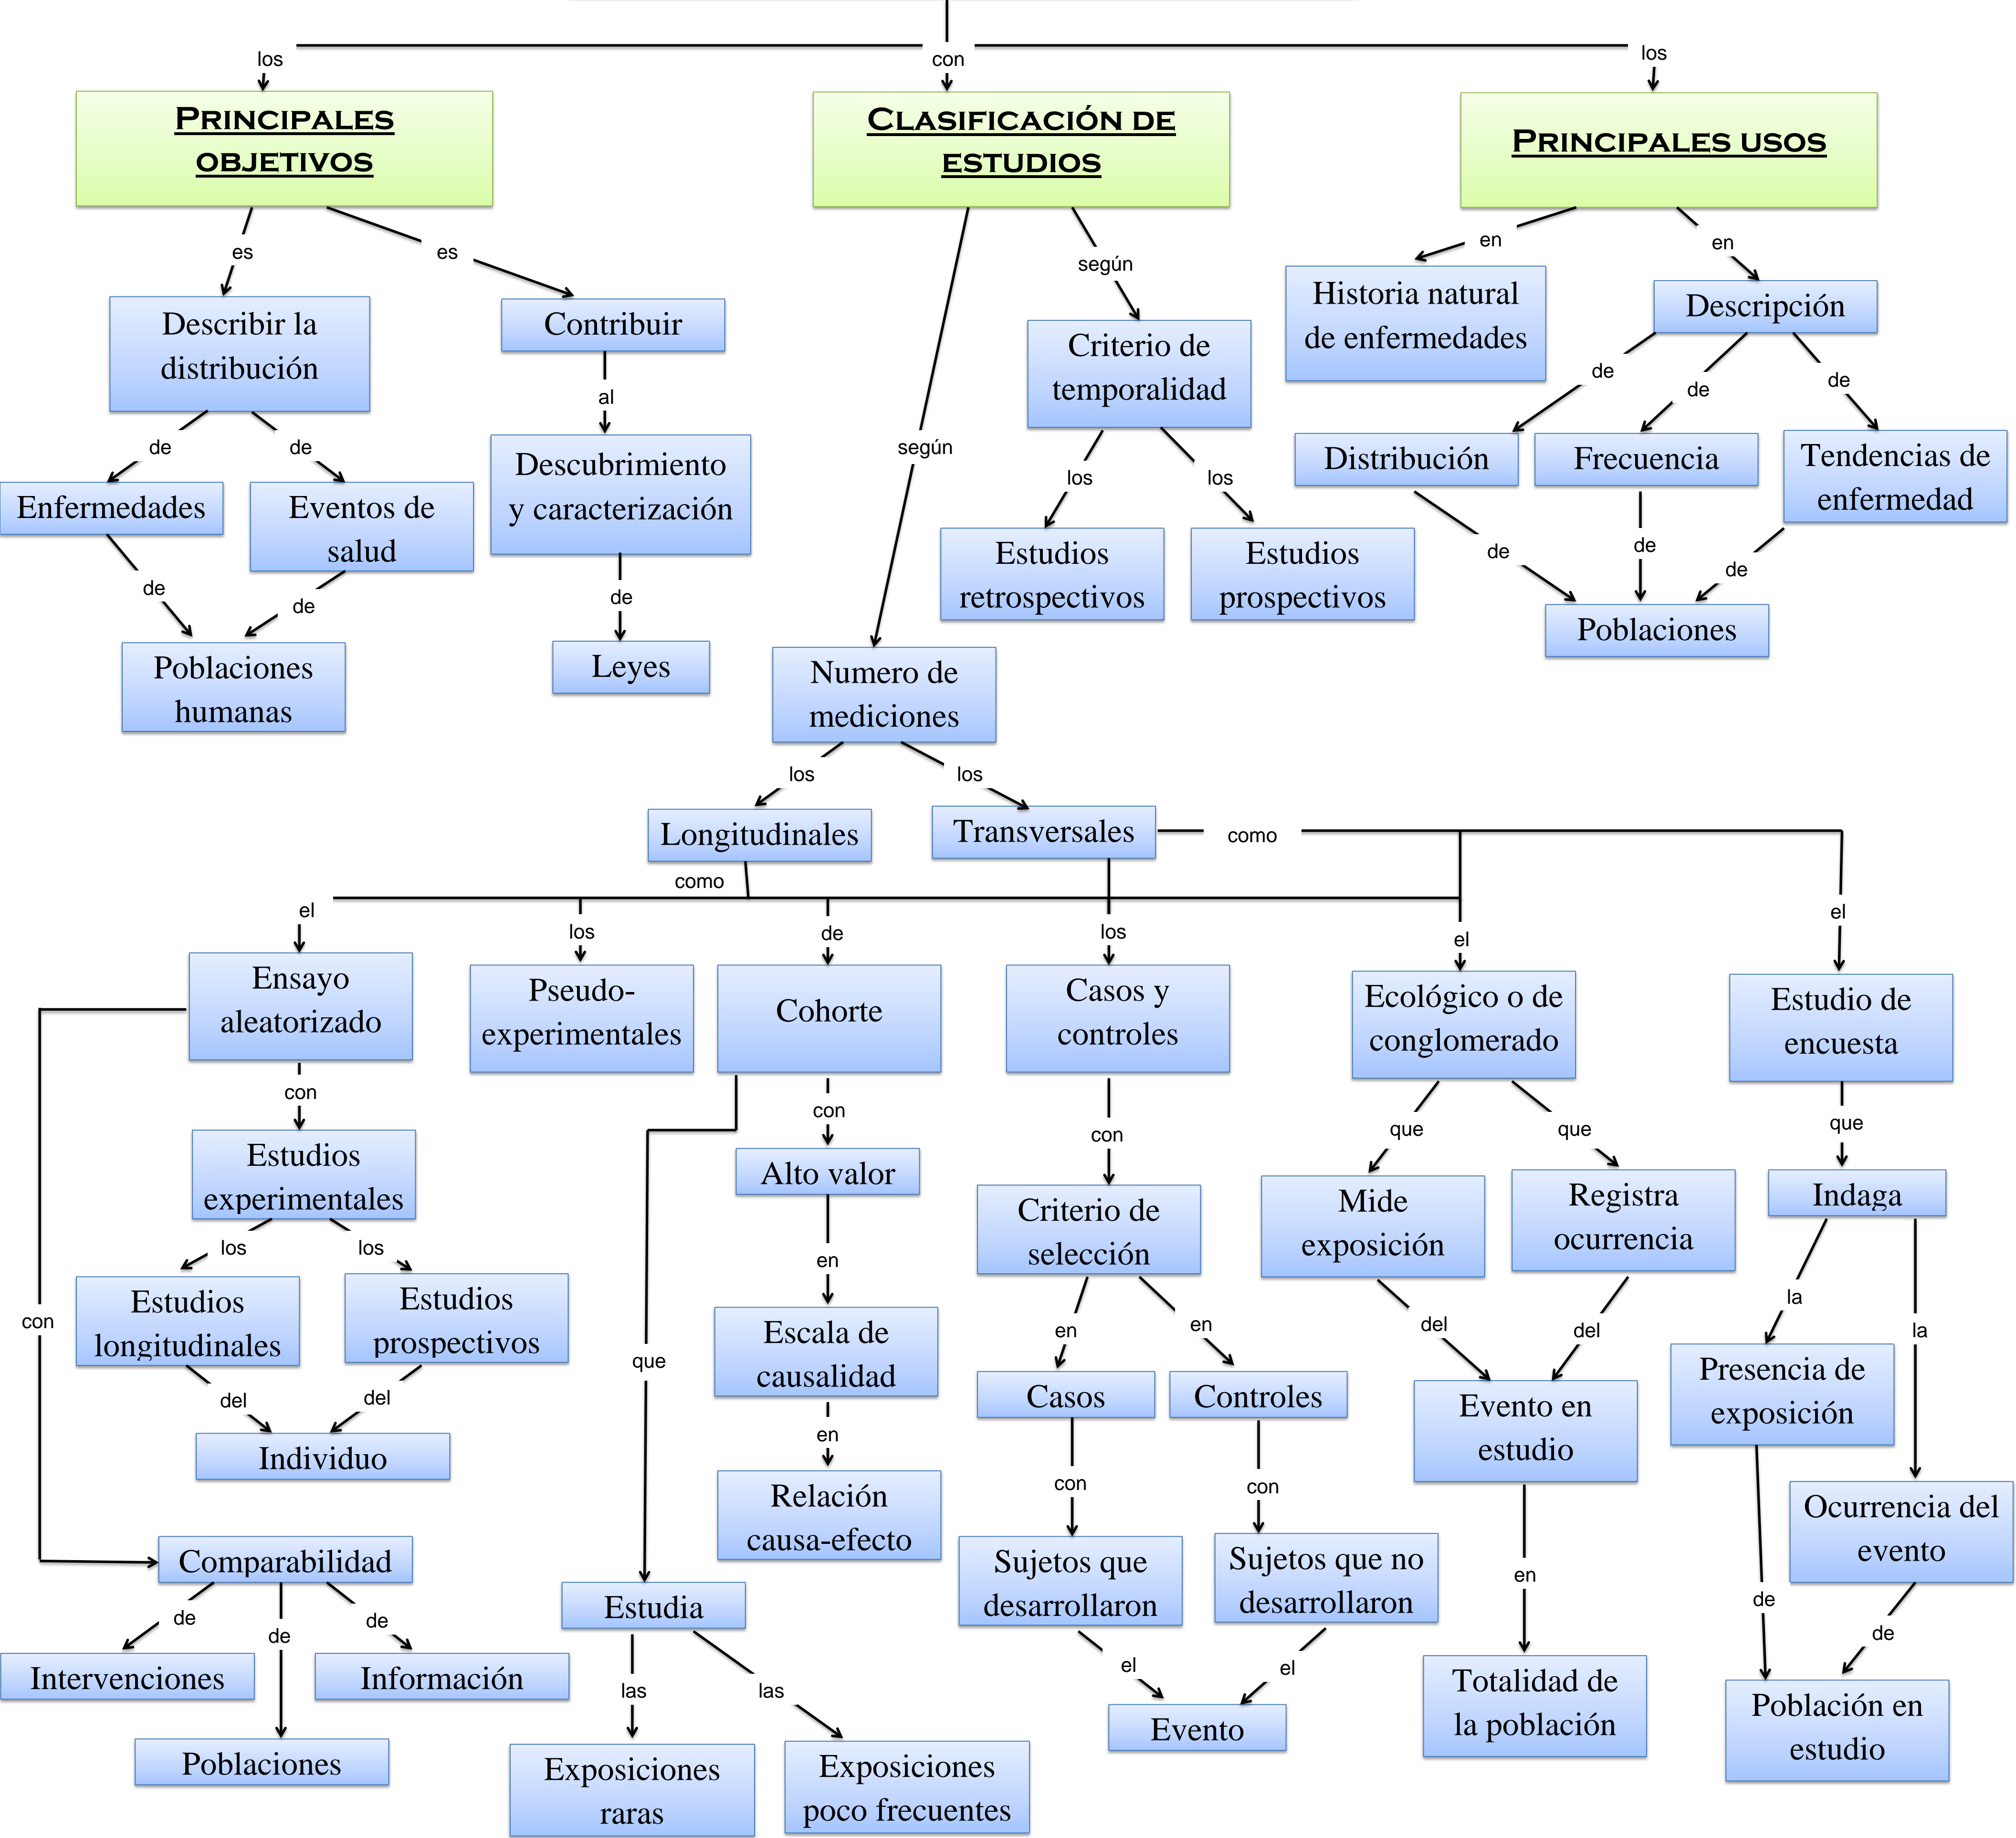 los
con
los
PRINCIPALES
OBJETIVOS
CLASIFICACIÓN DE
ESTUDIOS
PRINCIPALES USOS
es
es
según
según
en
en
Describir la
distribución
Contribuir
Criterio de
temporalidad
Historia natural
de enfermedades
Descripción
de
de
al
los
los
de
de
de
Enfermedades
Eventos de
salud
Descubrimiento
y caracterización
Estudios
retrospectivos
Estudios
prospectivos
Distribución
Frecuencia
Tendencias de
enfermedad
de
de
de
de
de
de
Poblaciones
humanas
Leyes
Numero de
mediciones
Poblaciones
los
los
Longitudinales
Transversales
como
como
el
los
de
los
el
el
Ensayo
aleatorizado
Pseudo-
experimentales
Cohorte
Casos y
controles
Ecológico o de
conglomerado
Estudio de
encuesta
con
con
con
que
que
que
Estudios
experimentales
Alto valor
Criterio de
selección
Mide
exposición
Registra
ocurrencia
Indaga
los
los
en
en
en
del
del
la
la
con
que
Estudios
longitudinales
Estudios
prospectivos
Escala de
causalidad
Casos
Controles
Evento en
estudio
Presencia de
exposición
del
del
en
con
con
en
de
Individuo
Relación
causa-efecto
Ocurrencia del
evento
Comparabilidad
Sujetos que
desarrollaron
Sujetos que no
desarrollaron
de
de
de
Estudia
el
el
de
Intervenciones
Información
Poblaciones
las
las
Evento
Totalidad de
la población
Población en
estudio
Exposiciones
raras
Exposiciones
poco frecuentes